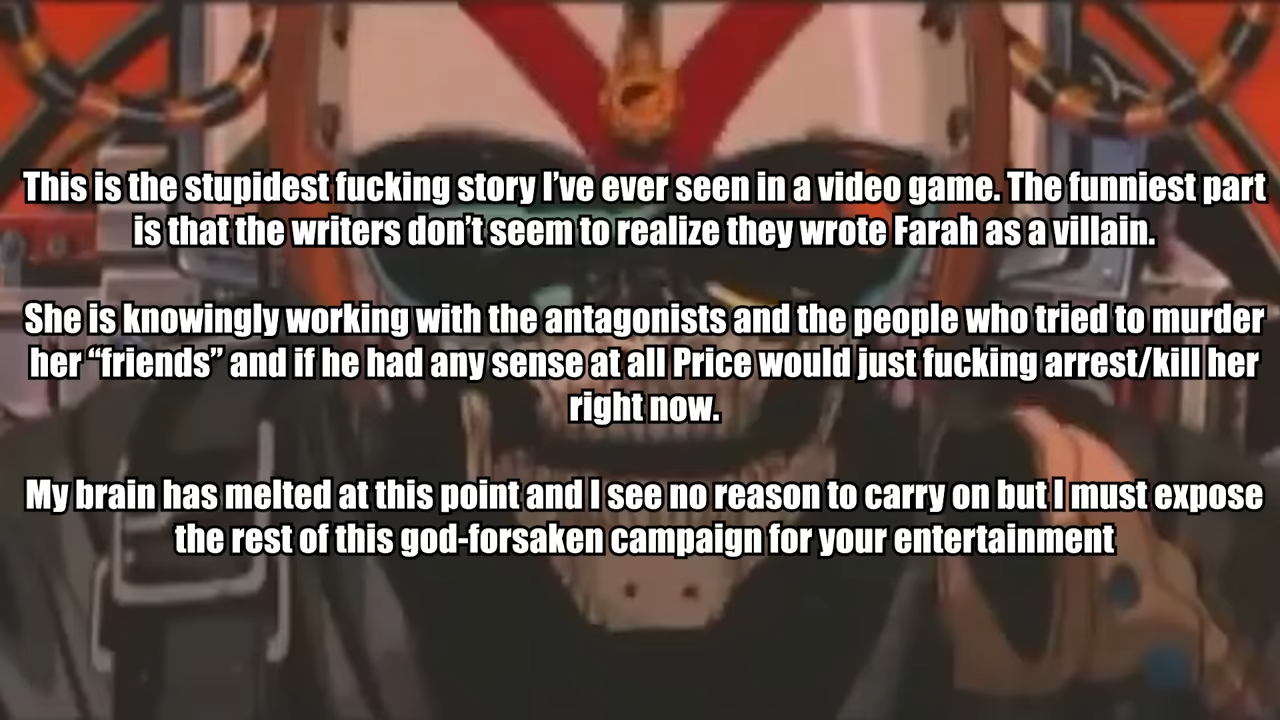 This is the stupidest fucking story I’ve ever seen in a video game. The funniest part
is that the writers don’t seem to realize they wrote Farah as a villain.
She is knowingly working with the antagonists and the people who tried to murder
her “friends” and if he had any sense at all Price would just fucking arrest/kill her
right now.
My brain has melted at this point and I see no reason to carry on but I must expose
the rest of this god-forsaken campaign for your entertainment